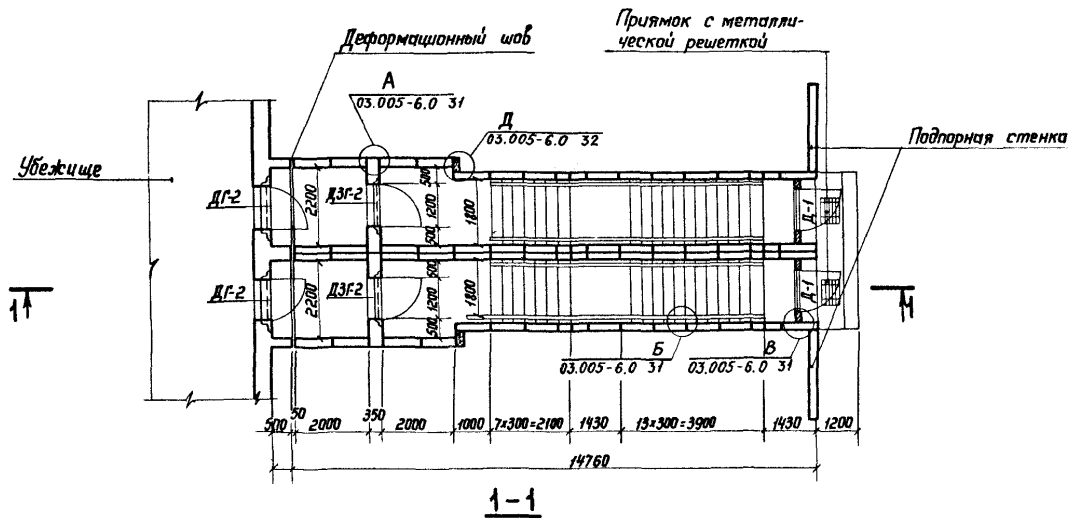 Деформационный шов
Приямок с металли-
ческой решеткой
А
03.005-6.0 31
Д
03.005-6.0 32
Подпорная стенка
Убежище
ДГ-2
2200
ДЗГ-2
500
1200
500
1800
Д-1
ДГ-2
2200
ДЗГ-2
500
1200
500
1800
Д-1
1
1
Б
03.005-6.0 31
В
03.005-6.0 31
500
50
2000
350
2000
1000
7×300=2100
1430
13×300=3900
1430
1200
14760
1-1